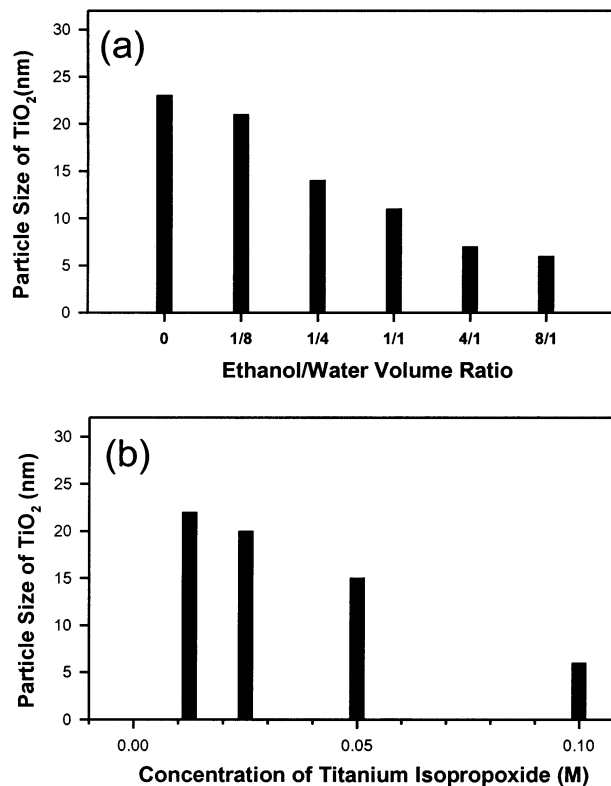 (a)
Particle Size of TiO₂(nm)
30
25
20
15
10
5
0
0 1/8 1/4 1/1 4/1 8/1
Ethanol/Water Volume Ratio
(b)
Particle Size of TiO₂ (nm)
30
25
20
15
10
5
0
0.00 0.05 0.10
Concentration of Titanium Isopropoxide (M)